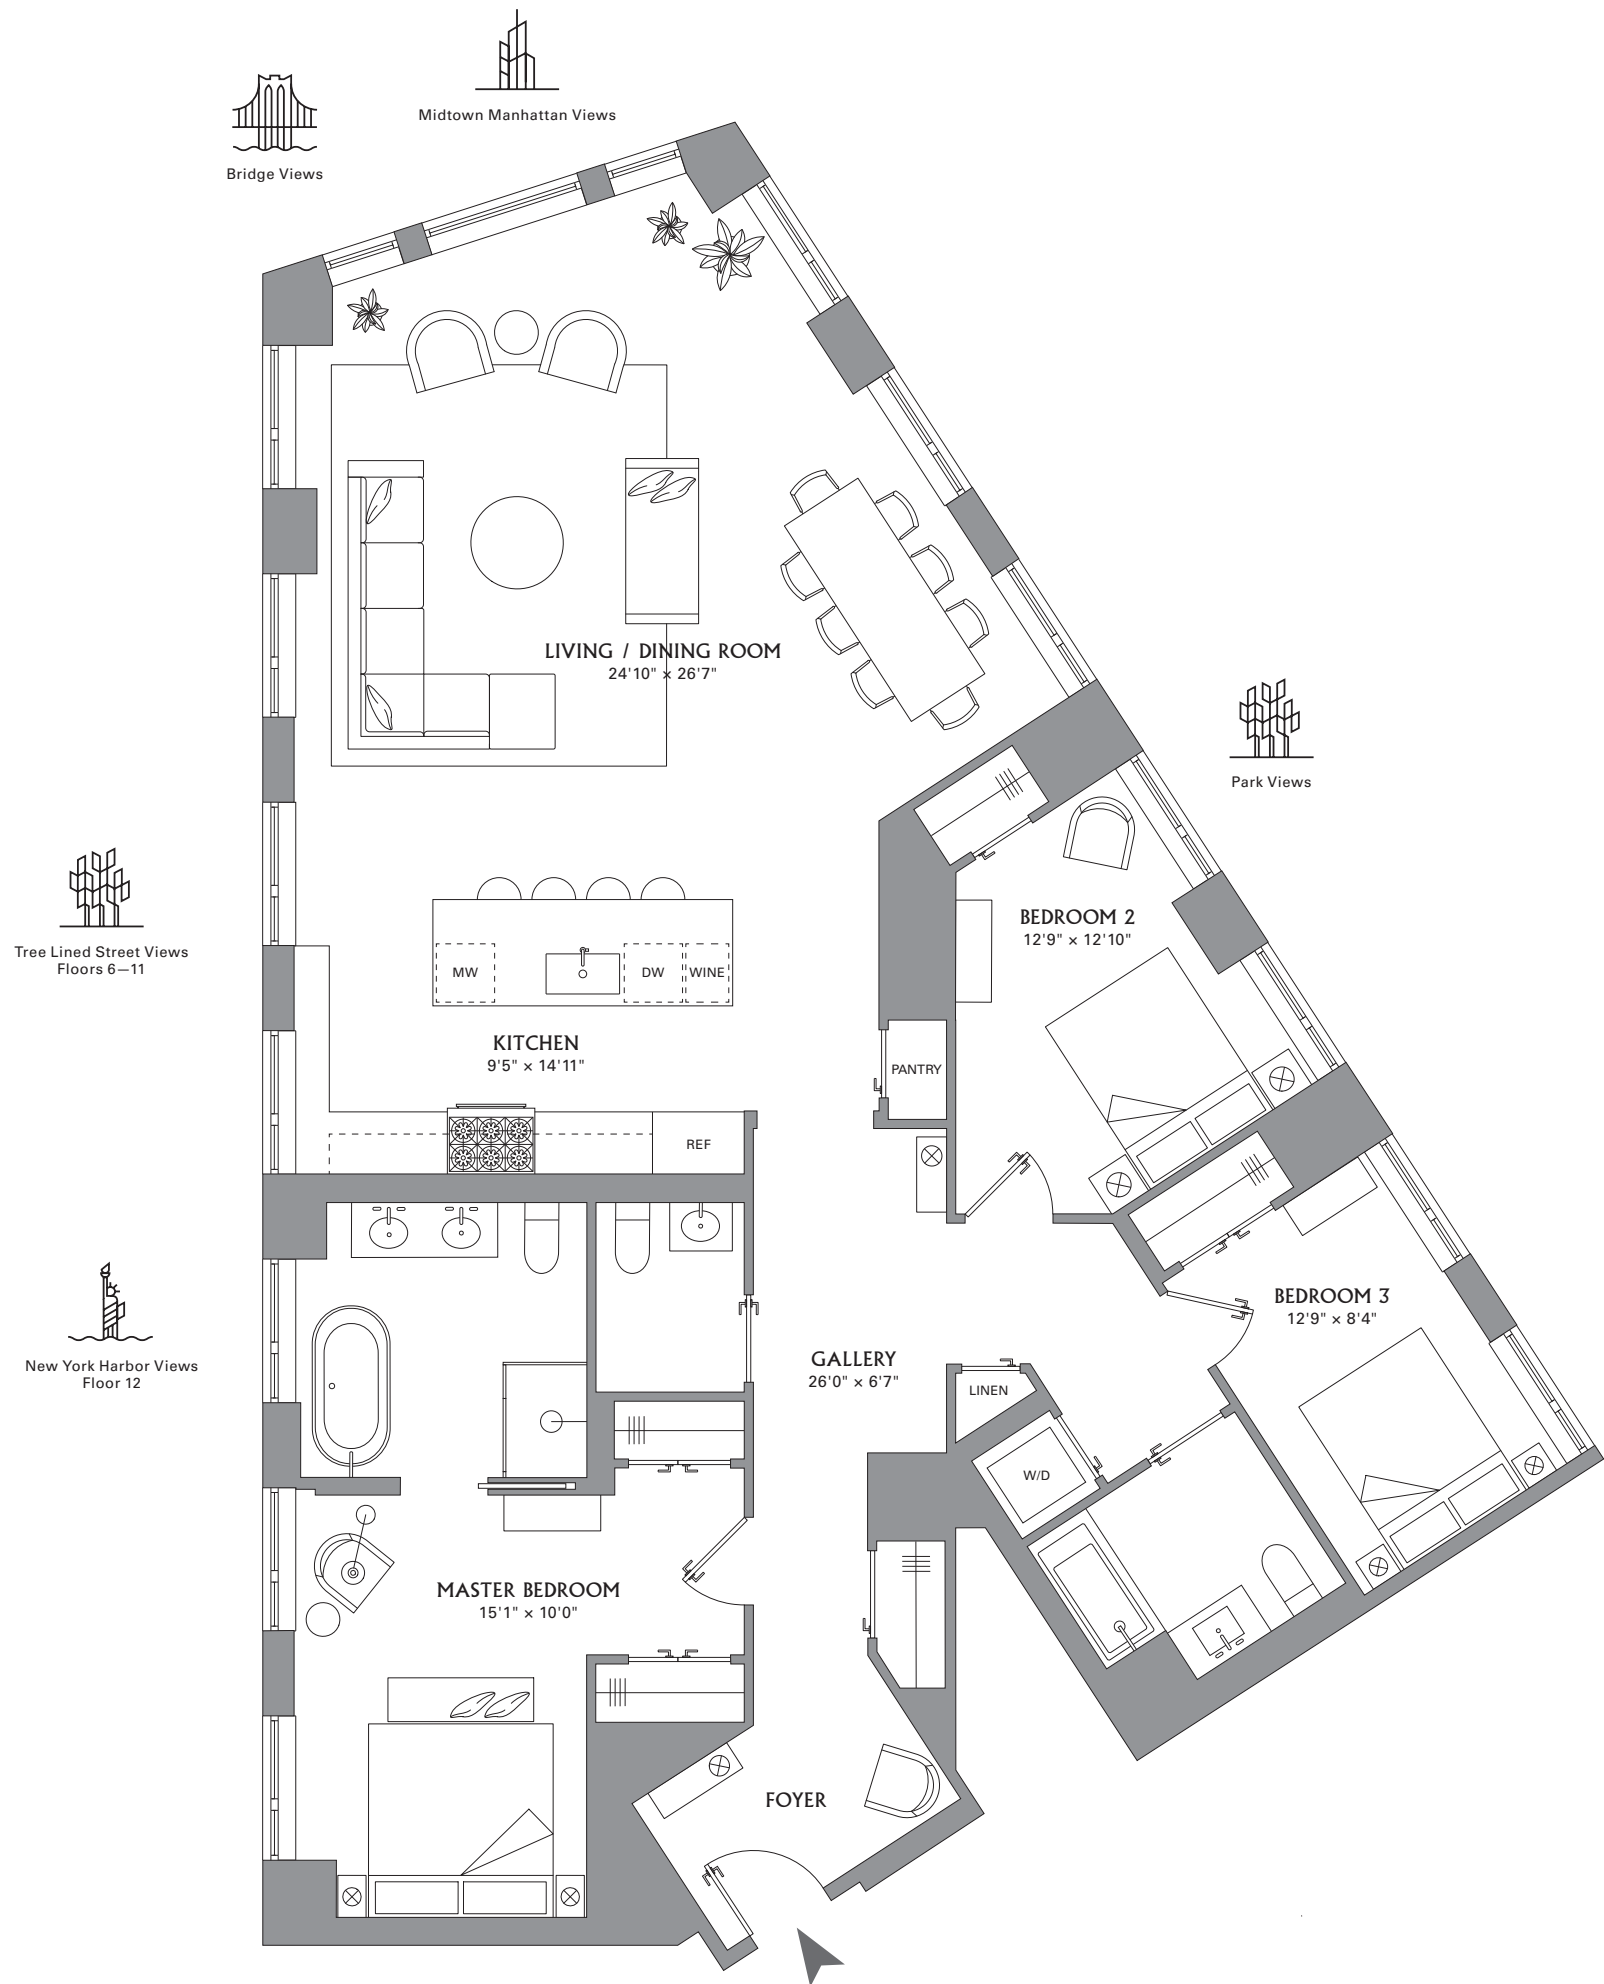 Midtown Manhattan Views
Bridge Views
LIVING / DINING ROOM
24'10" × 26'7"
Park Views
Tree Lined Street Views
Floors 6—11
BEDROOM 2
12'9" × 12'10"
MW
DW
WINE
KITCHEN
9'5" × 14'11"
PANTRY
REF
New York Harbor Views
Floor 12
BEDROOM 3
12'9" × 8'4"
GALLERY
26'0" × 6'7"
LINEN
W/D
MASTER BEDROOM
15'1" × 10'0"
FOYER